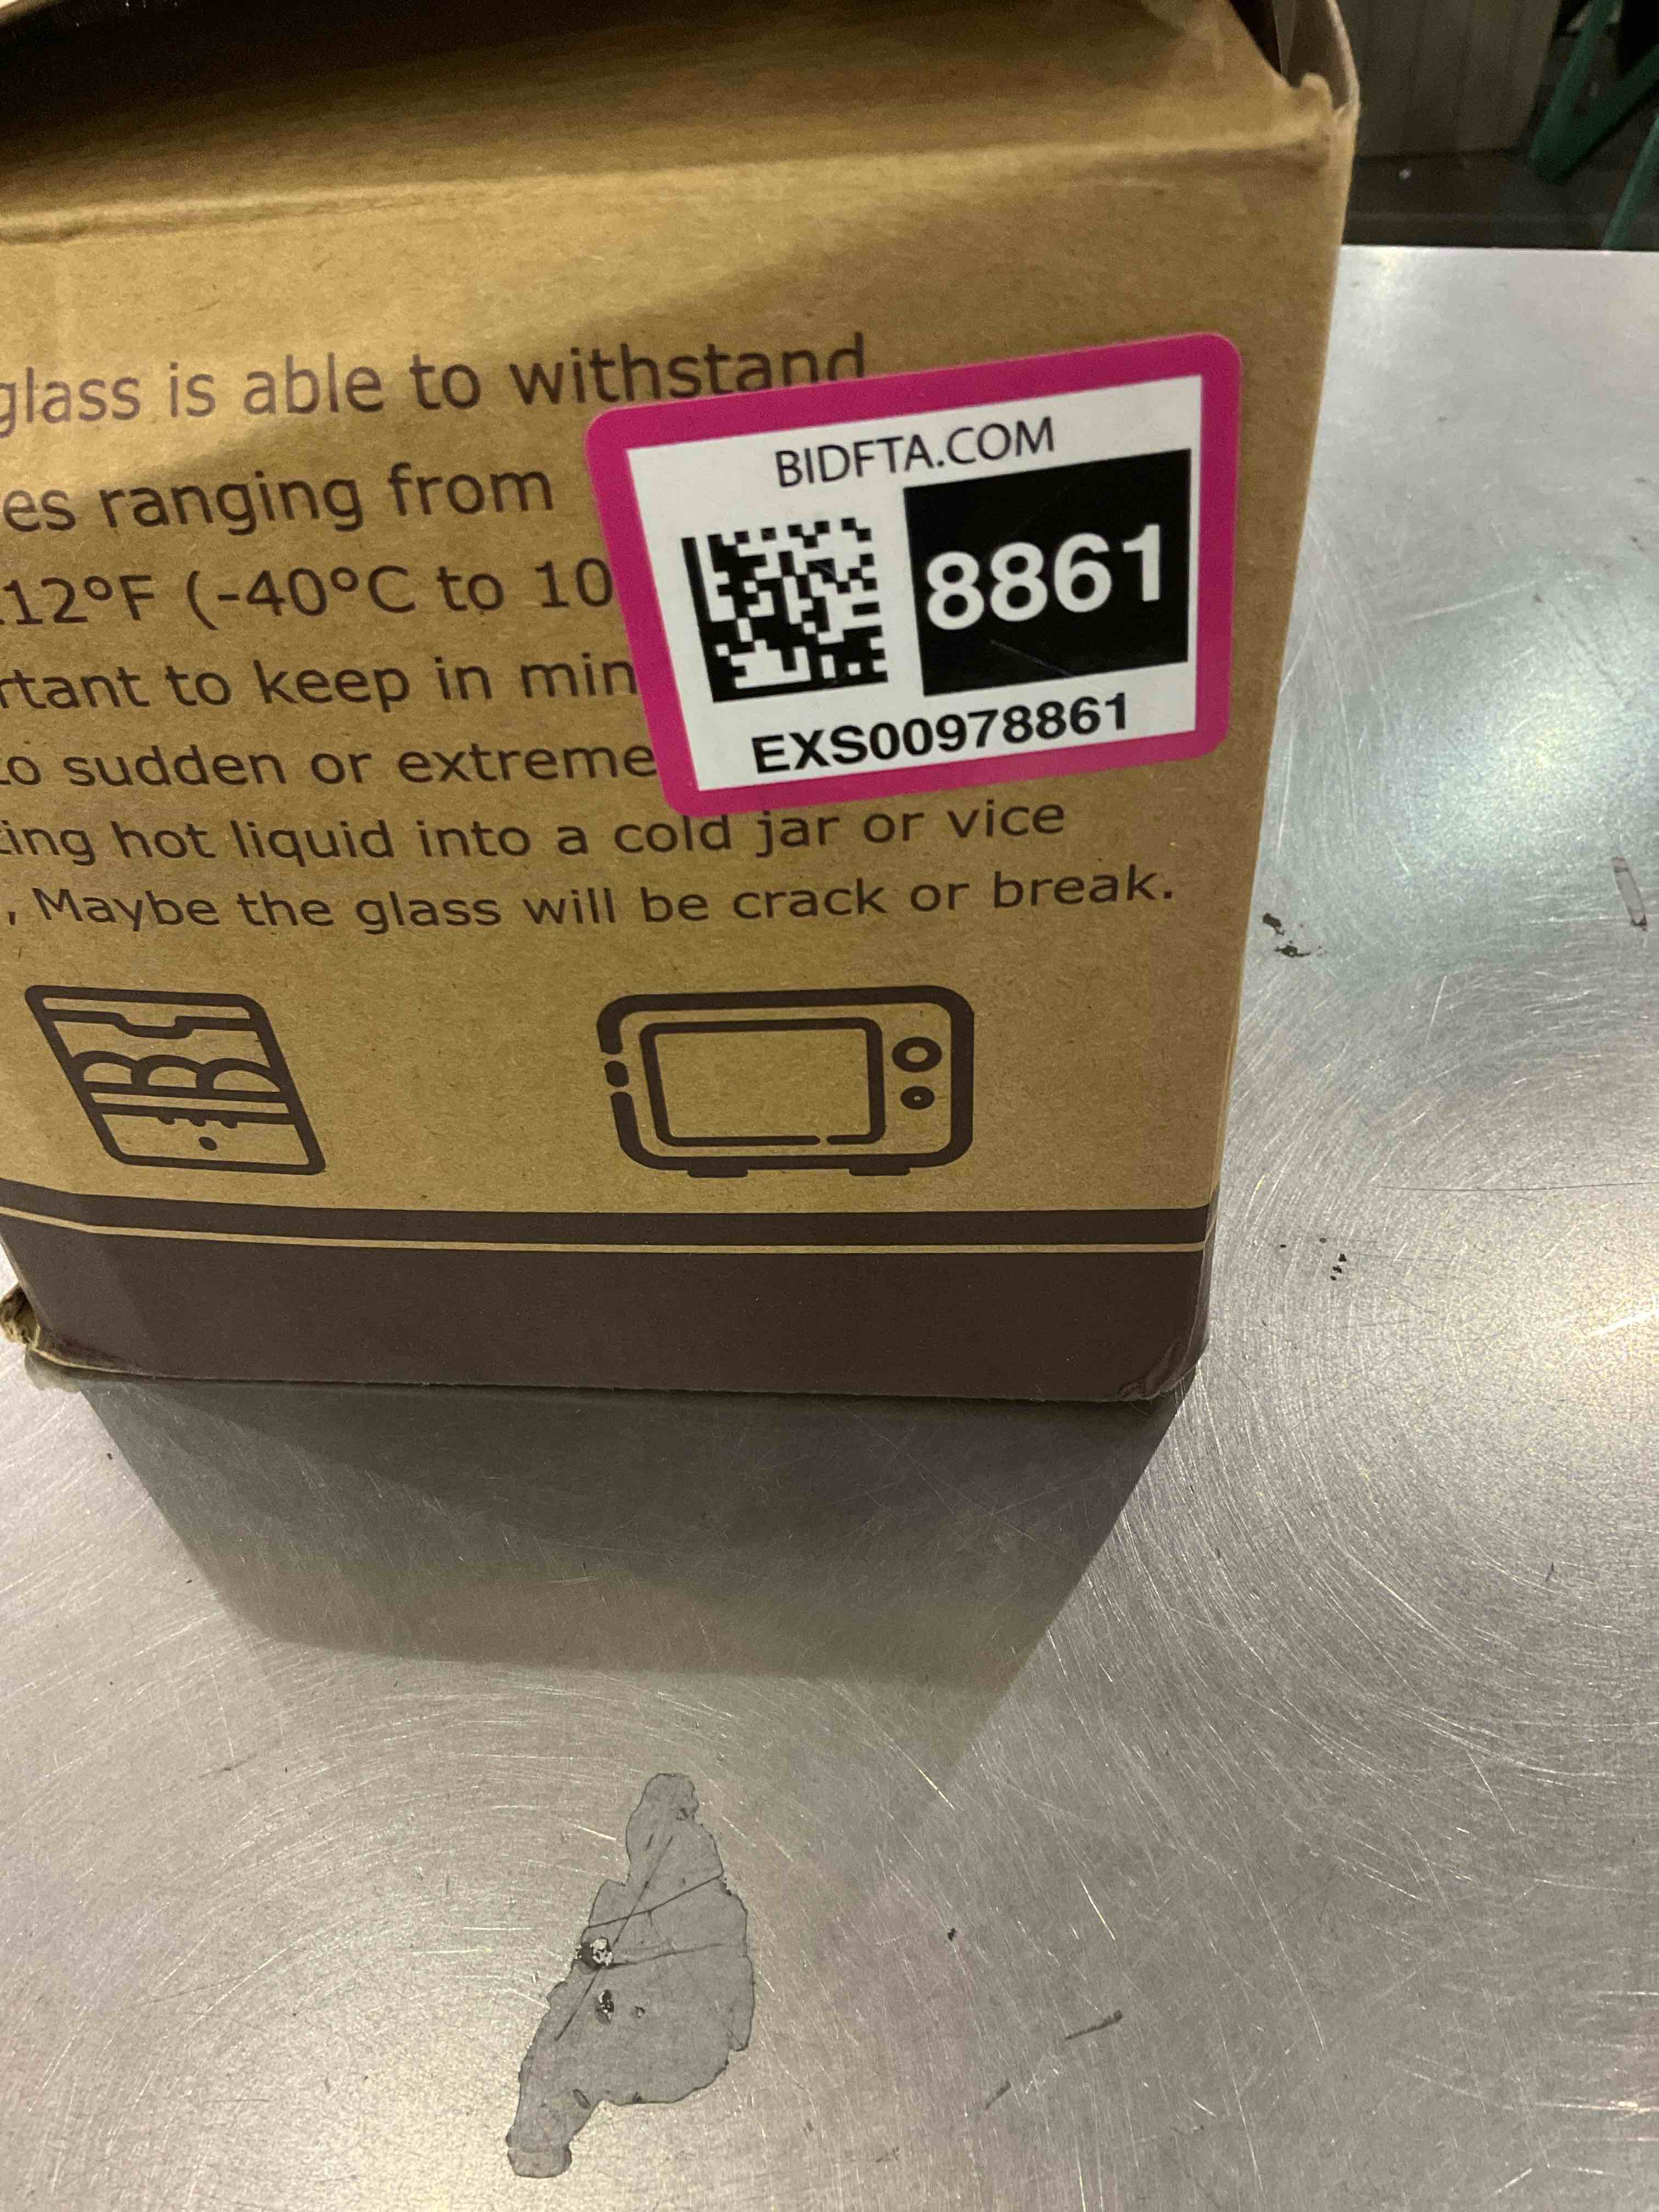 glass is able to withstand
es ranging from
12°F (-40°C to 10
rtant to keep in min
to sudden or extreme
ing hot liquid into a cold jar or vice
, Maybe the glass will be crack or break.
BIDFTA.COM
8861
EXS00978861